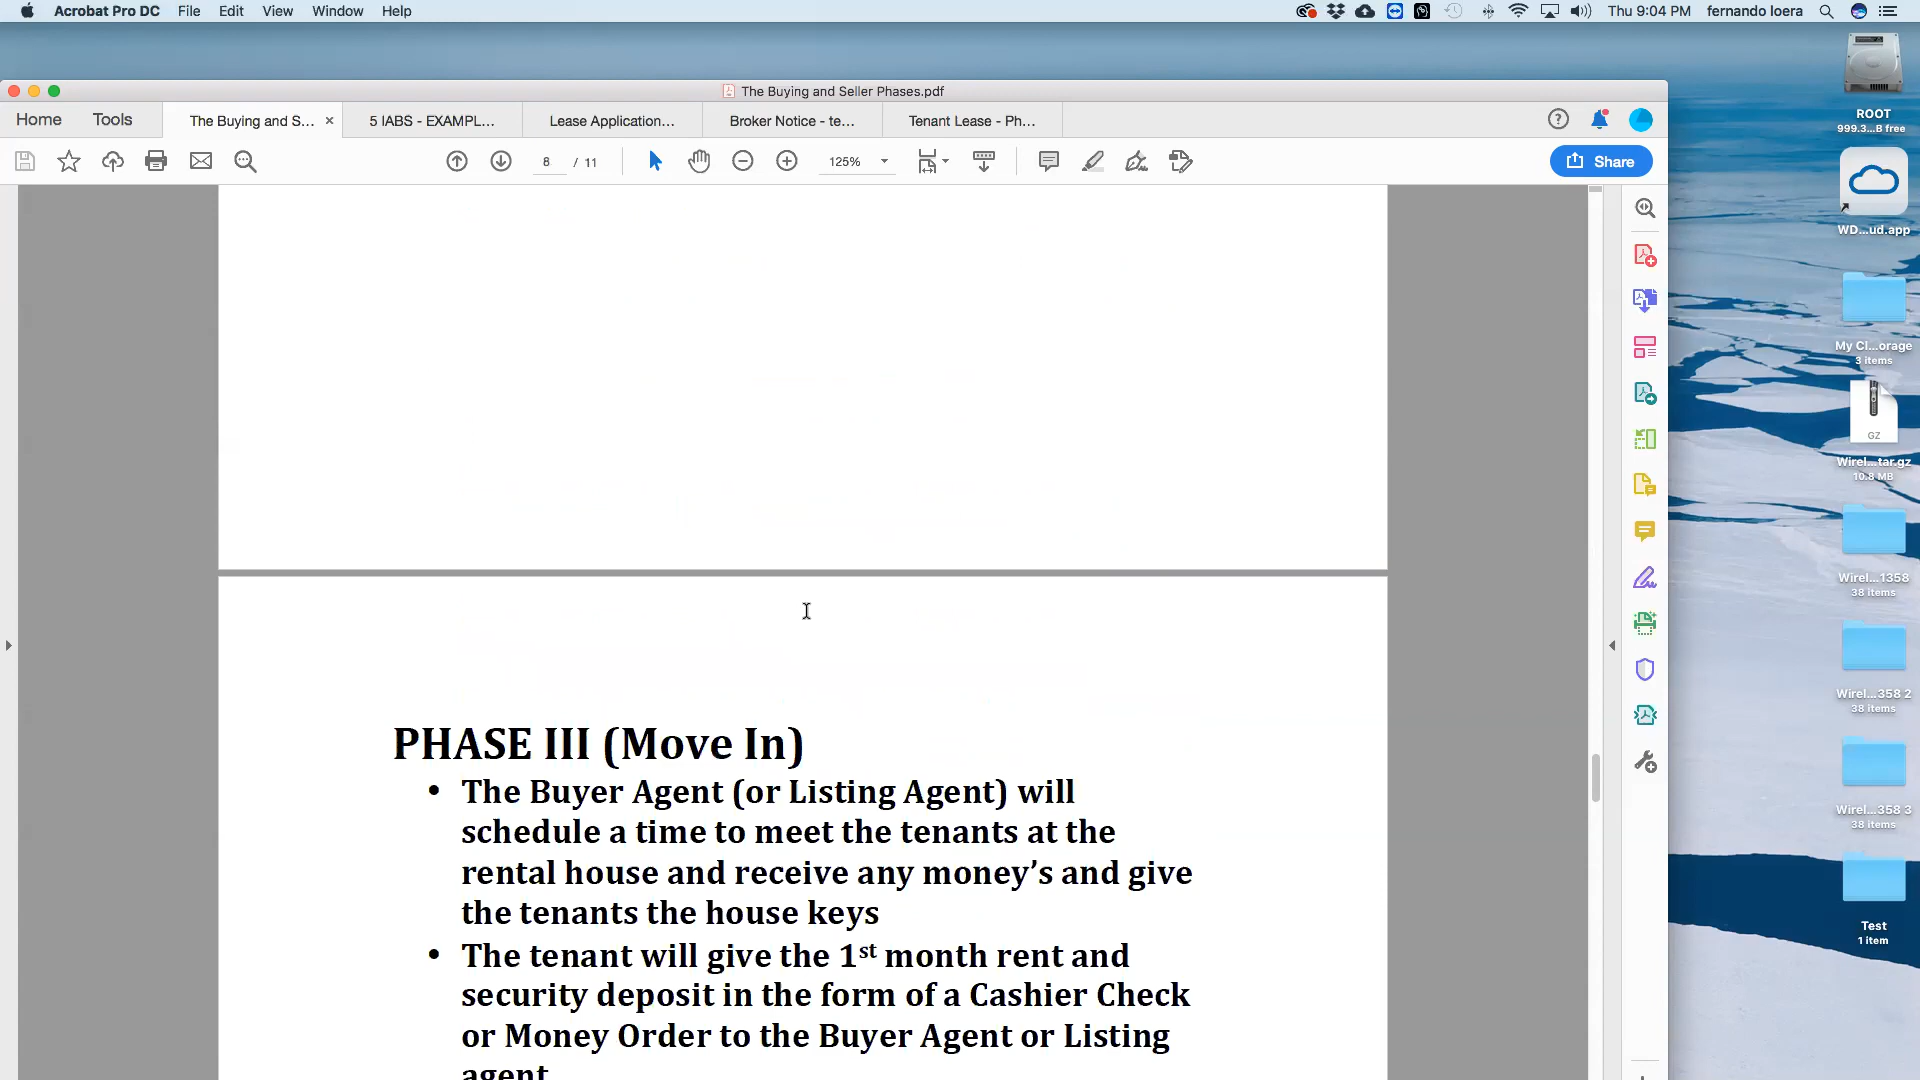 Acrobat Pro DC File Edit View Window Help Thu 9:04 PM fernando loera
The Buying and Seller Phases.pdf
Home Tools The Buying and S... × 5 IABS - EXAMPL... Lease Application... Broker Notice - te... Tenant Lease - Ph...
8 / 11 125% Share
PHASE III (Move In)
• The Buyer Agent (or Listing Agent) will
schedule a time to meet the tenants at the
rental house and receive any money’s and give
the tenants the house keys
• The tenant will give the 1st month rent and
security deposit in the form of a Cashier Check
or Money Order to the Buyer Agent or Listing
agent
ROOT
999.3...B free
WD...ud.app
My Cl...orage
3 items
GZ
Wirel...tar.gz
10.8 MB
Wirel...1358
38 items
Wirel...358 2
38 items
Wirel...358 3
38 items
Test
1 item